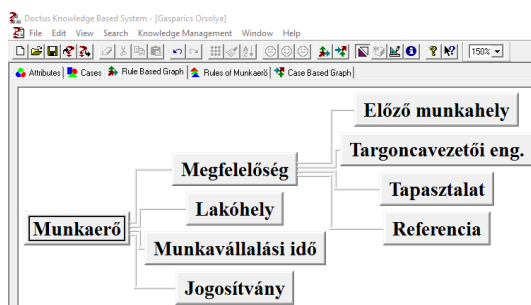 Doctus Knowledge Based System - [Gasparics Orsolya]
File Edit View Search Knowledge Management Window Help
150%
Attributes Cases Rule Based Graph Rules of Munkaerő Case Based Graph
Előző munkahely
Targoncavezetői eng.
Megfelelőség
Tapasztalat
Lakóhely
Munkaerő
Referencia
Munkavállalási idő
Jogosítvány